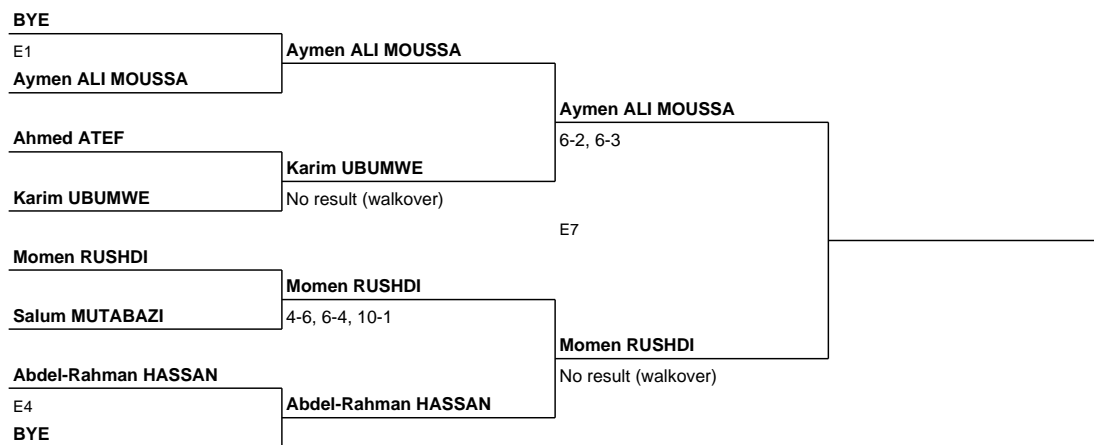 BYE
E1
Aymen ALI MOUSSA
Aymen ALI MOUSSA
Aymen ALI MOUSSA
6-2, 6-3
Ahmed ATEF
Karim UBUMWE
Karim UBUMWE
No result (walkover)
E7
Momen RUSHDI
Momen RUSHDI
Salum MUTABAZI
4-6, 6-4, 10-1
Momen RUSHDI
No result (walkover)
Abdel-Rahman HASSAN
E4
Abdel-Rahman HASSAN
BYE